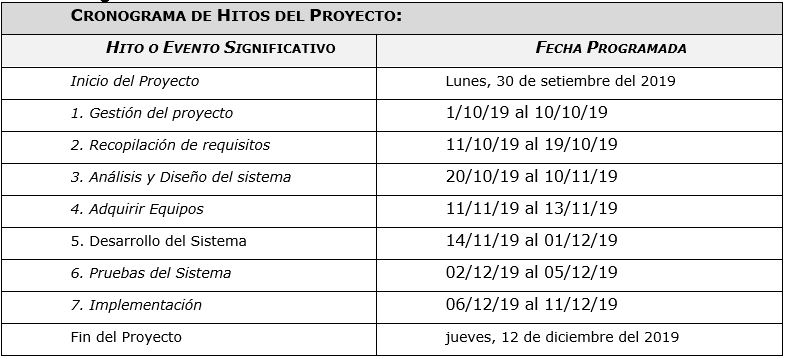 CRONOGRAMA DE HITOS DEL PROYECTO:
HITO O EVENTO SIGNIFICATIVO FECHA PROGRAMADA
Inicio del Proyecto Lunes, 30 de setiembre del 2019
1. Gestión del proyecto 1/10/19 al 10/10/19
2. Recopilación de requisitos 11/10/19 al 19/10/19
3. Análisis y Diseño del sistema 20/10/19 al 10/11/19
4. Adquirir Equipos 11/11/19 al 13/11/19
5. Desarrollo del Sistema 14/11/19 al 01/12/19
6. Pruebas del Sistema 02/12/19 al 05/12/19
7. Implementación 06/12/19 al 11/12/19
Fin del Proyecto jueves, 12 de diciembre del 2019